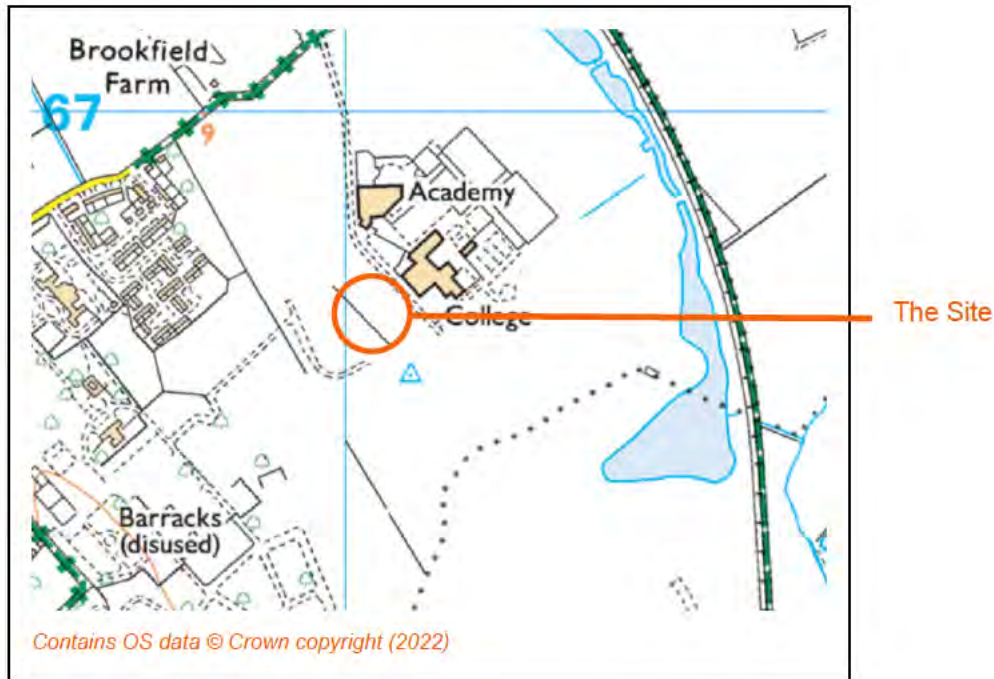 Brookfield
Farm
67
9
Academy
College
The Site
Barracks
(disused)
Contains OS data © Crown copyright (2022)